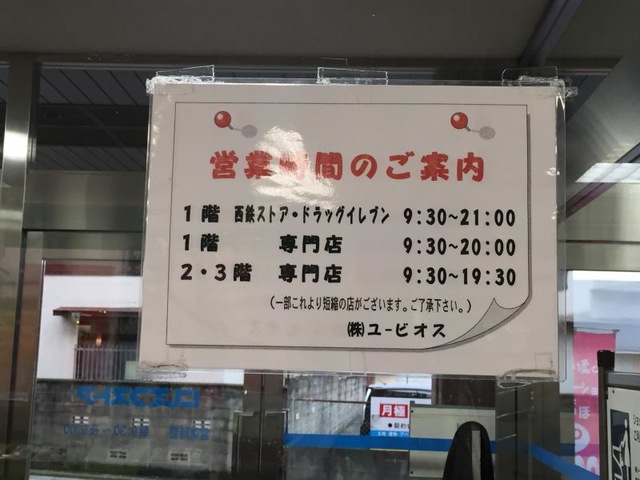 営業時間のご案内
1階 西鉄ストア・ドラッグイレブン 9:30~21:00
1階 専門店 9:30~20:00
2・3階 専門店 9:30~19:30
（一部これより短縮の店がございます。ご了承下さい。）
㈱ユービオス
月極